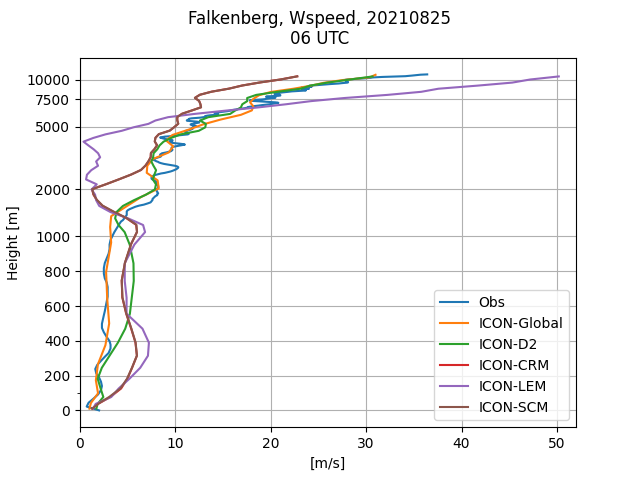 Falkenberg, Wspeed, 20210825
06 UTC
Height [m]
10000
7500
5000
2000
1000
800
600
400
200
0
0 10 20 30 40 50
[m/s]
Obs
ICON-Global
ICON-D2
ICON-CRM
ICON-LEM
ICON-SCM